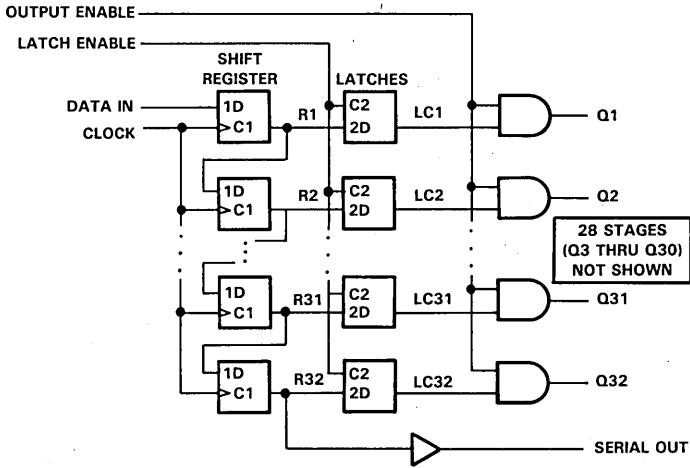 OUTPUT ENABLE
LATCH ENABLE
SHIFT
REGISTER
LATCHES
DATA IN
CLOCK
1D
C1
R1
C2
2D
LC1
Q1
1D
C1
R2
C2
2D
LC2
Q2
28 STAGES
(Q3 THRU Q30)
NOT SHOWN
1D
C1
R31
C2
2D
LC31
Q31
1D
C1
R32
C2
2D
LC32
Q32
SERIAL OUT